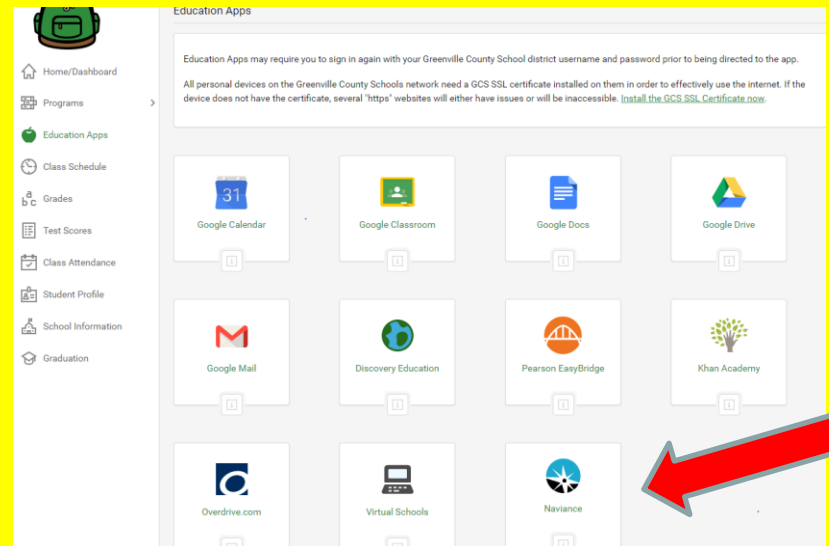 Education Apps
Education Apps may require you to sign in again with your Greenville County School district username and password prior to being directed to the app.
All personal devices on the Greenville County Schools network need a GCS SSL certificate installed on them in order to effectively use the internet. If the
device does not have the certificate, several "https" websites will either have issues or will be inaccessible. Install the GCS SSL Certificate now.
Home/Dashboard
Programs
Education Apps
Class Schedule
a
b c
Grades
Test Scores
Class Attendance
Student Profile
School Information
Graduation
31
Google Calendar
Google Classroom
Google Docs
Google Drive
Google Mail
Discovery Education
Pearson EasyBridge
Khan Academy
Overdrive.com
Virtual Schools
Naviance